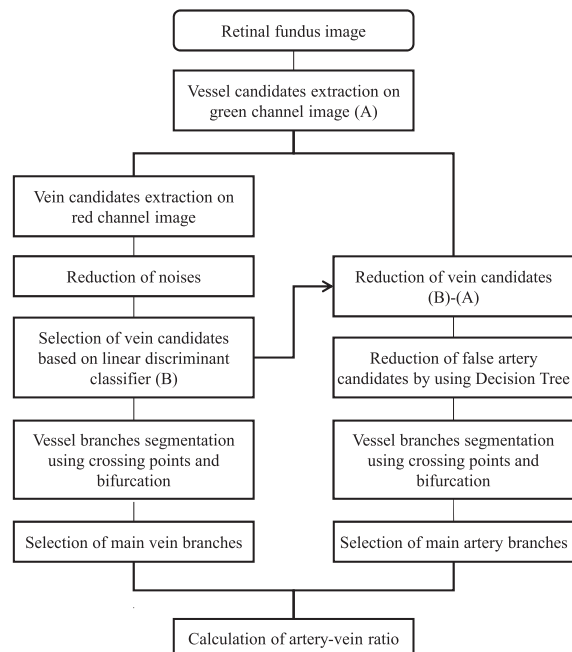 Retinal fundus image
Vessel candidates extraction on
green channel image (A)
Vein candidates extraction on
red channel image
Reduction of noises
Selection of vein candidates
based on linear discriminant
classifier (B)
Vessel branches segmentation
using crossing points and
bifurcation
Selection of main vein branches
Reduction of vein candidates
(B)-(A)
Reduction of false artery
candidates by using Decision Tree
Vessel branches segmentation
using crossing points and
bifurcation
Selection of main artery branches
Calculation of artery-vein ratio